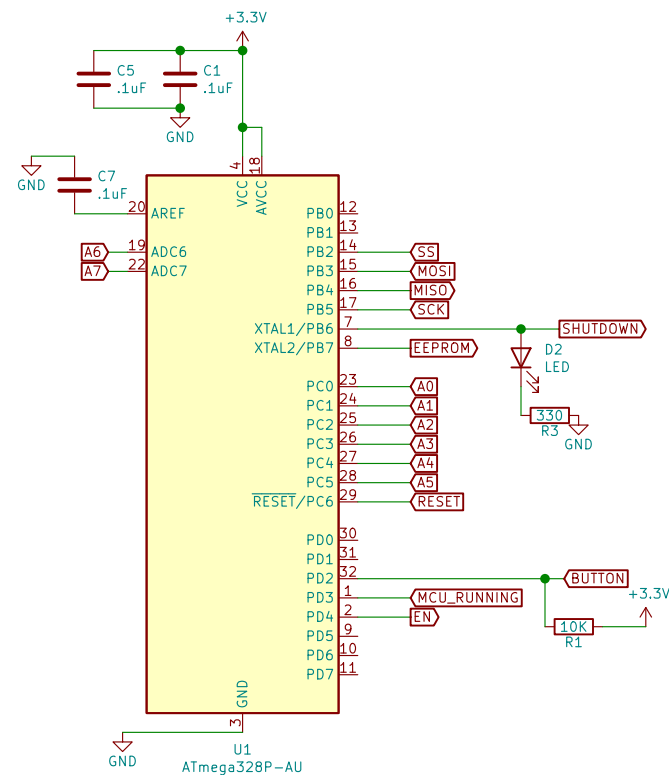 +3.3V
C5
.1uF
C1
.1uF
GND
GND
C7
.1uF
4
18
VCC
AVCC
20 AREF
A6 19 ADC6
A7 22 ADC7
PB0 12
PB1 13
PB2 14 SS
PB3 15 MOSI
PB4 16 MISO
PB5 17 SCK
XTAL1/PB6 7 SHUTDOWN
XTAL2/PB7 8 EEPROM
D2
LED
330
R3
GND
PC0 23 A0
PC1 24 A1
PC2 25 A2
PC3 26 A3
PC4 27 A4
PC5 28 A5
RESET/PC6 29 RESET
PD0 30
PD1 31
PD2 32 BUTTON
PD3 1 MCU_RUNNING
PD4 2 EN
PD5 9
PD6 10
PD7 11
+3.3V
10K
R1
GND
3
GND
U1
ATmega328P-AU